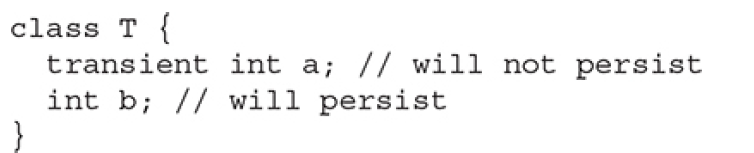 class T {
transient int a; // will not persist
int b; // will persist
}